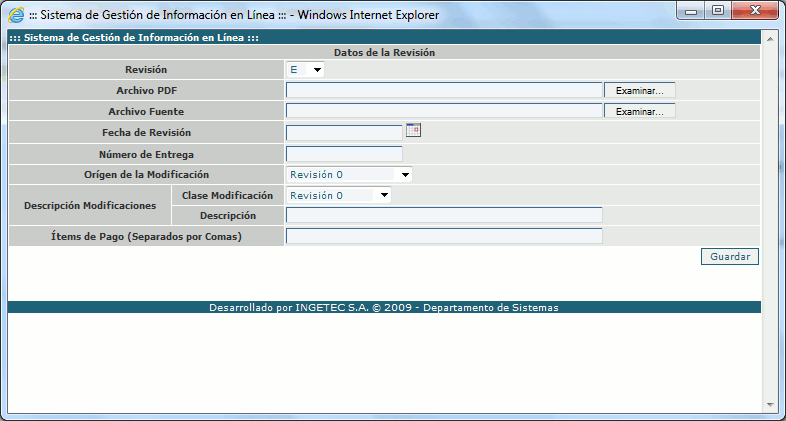 ::: Sistema de Gestión de Información en Línea ::: - Windows Internet Explorer
::: Sistema de Gestión de Información en Línea :::
Datos de la Revisión
Revisión E
Archivo PDF Examinar...
Archivo Fuente Examinar...
Fecha de Revisión
Número de Entrega
Orígen de la Modificación Revisión 0
Descripción Modificaciones Clase Modificación Revisión 0
Descripción
Ítems de Pago (Separados por Comas)
Guardar
Desarrollado por INGETEC S.A. © 2009 - Departamento de Sistemas